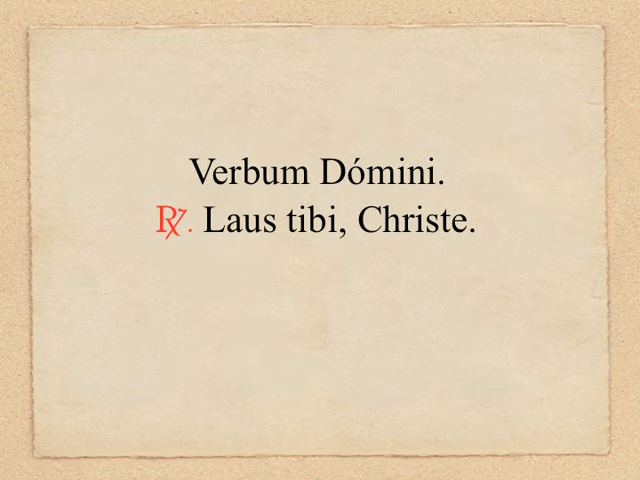 Verbum Dómini.
℟. Laus tibi, Christe.